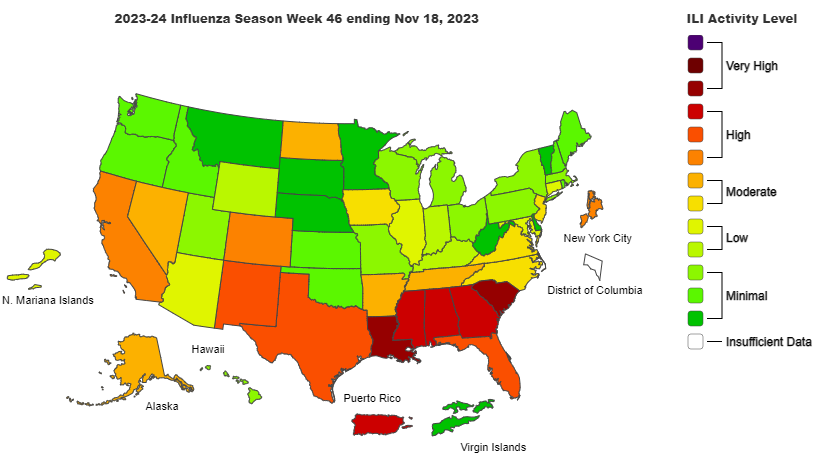 2023-24 Influenza Season Week 46 ending Nov 18, 2023
ILI Activity Level
Very High
High
Moderate
Low
Minimal
Insufficient Data
New York City
District of Columbia
N. Mariana Islands
Hawaii
Alaska
Puerto Rico
Virgin Islands